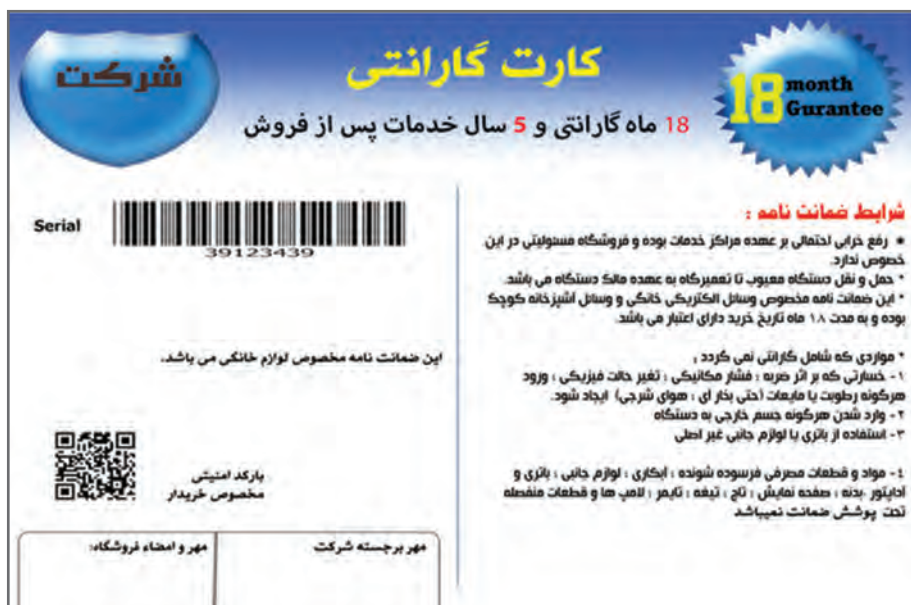 شرکت
کارت گارانتی
18 month
Gurantee
18 ماه گارانتی و 5 سال خدمات پس از فروش
شرایط ضمانت نامه :
* رفع خرابی احتمالی بر عهده مراکز خدمات بوده و فروشگاه مسئولیتی در این
خصوص ندارد.
* حمل و نقل دستگاه معیوب تا تعمیرگاه به عهده مالک دستگاه می باشد.
* این ضمانت نامه مخصوص وسائل الکتریکی خانگی و وسائل آشپزخانه کوچک
بوده و به مدت ۱۸ ماه تاریخ خرید دارای اعتبار می باشد.
* مواردی که شامل گارانتی نمی گردد ؛
۱- خسارتی که بر اثر ضربه ؛ فشار مکانیکی ؛ تغیر حالت فیزیکی ؛ ورود
هرگونه رطوبت یا مایعات (حتی بخار آی ؛ هوای شرجی) ایجاد شود.
۲- وارد شدن هرگونه جسم خارجی به دستگاه
۳- استفاده از باتری یا لوازم جانبی غیر اصلی
٤- مواد و قطعات مصرفی فرسوده شونده ؛ آبکاری ؛ لوازم جانبی ؛ باتری و
آداپتور ،بدنه ؛ صفحه نمایش ؛ تاج ؛ تیغه ؛ تایمر ؛ لامپ ها و قطعات منفصله
تحت پوشش ضمانت نمیباشد
Serial
39123439
این ضمانت نامه مخصوص لوازم خانگی می باشد.
بارکد امنیتی
مخصوص خریدار
مهر برجسته شرکت
مهر و امضاء فروشگاه: